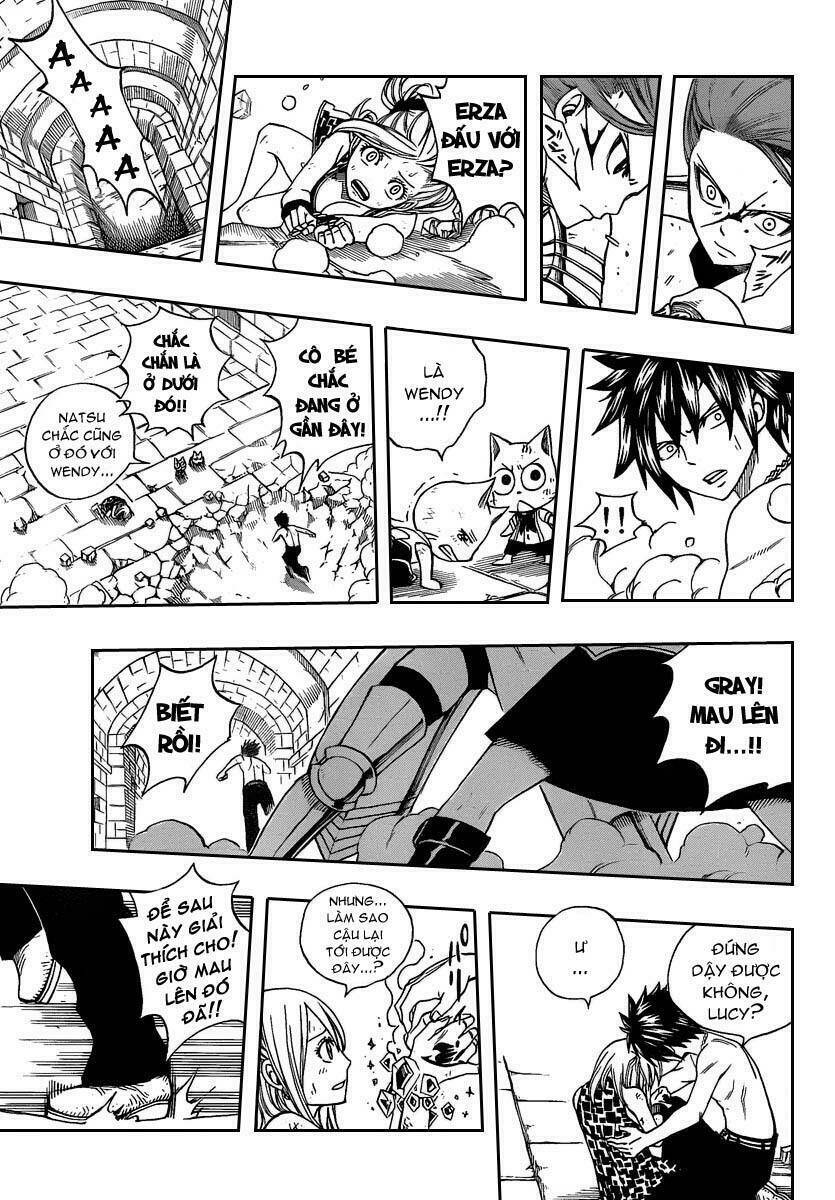 ERZA
ĐẤU VỚI
ERZA?
A
A
A
A
A
!!
LÀ
WENDY
...!!
CÔ BÉ
CHẮC
ĐANG Ở
GẦN ĐÂY!
CHẮC
CHẮN LÀ
Ở DƯỚI
ĐÓ!!
NATSU
CHẮC CŨNG
Ở ĐÓ VỚI
WENDY...
GRAY!
MAU LÊN
ĐI...!!
BIẾT
RỒI!
ĐỨNG
DẬY ĐƯỢC
KHÔNG,
LUCY?
Ư
...
NHƯNG...
LÀM SAO
CẬU LẠI
TỚI ĐƯỢC
ĐÂY...?
ĐỂ SAU
NÀY GIẢI
THÍCH CHO!
GIỜ MAU
LÊN ĐÓ
ĐÃ!!